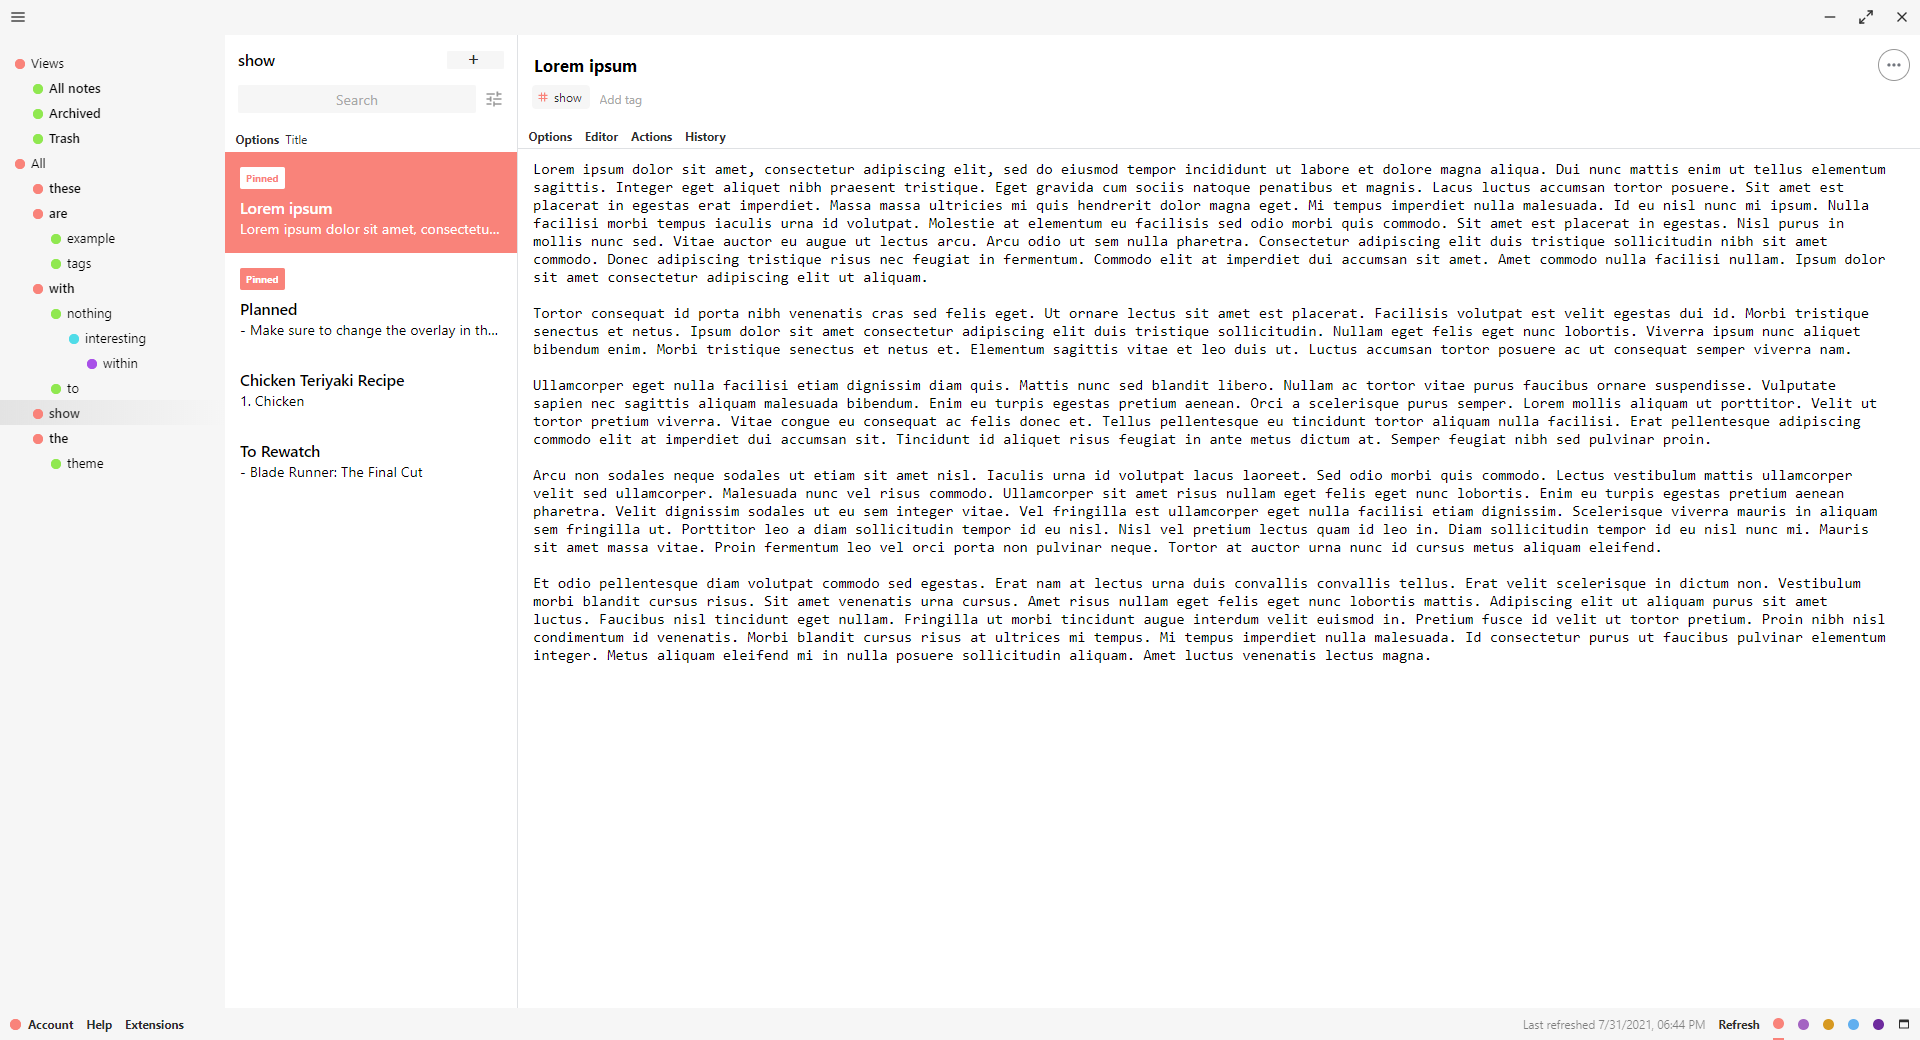 Views
All notes
Archived
Trash
All
these
are
example
tags
with
nothing
interesting
within
to
show
the
theme
show
+
Search
Options Title
Pinned
Lorem ipsum
Lorem ipsum dolor sit amet, consectetu...
Pinned
Planned
- Make sure to change the overlay in th...
Chicken Teriyaki Recipe
1. Chicken
To Rewatch
- Blade Runner: The Final Cut
Lorem ipsum
# show Add tag
Options Editor Actions History
Lorem ipsum dolor sit amet, consectetur adipiscing elit, sed do eiusmod tempor incididunt ut labore et dolore magna aliqua. Dui nunc mattis enim ut tellus elementum
sagittis. Integer eget aliquet nibh praesent tristique. Eget gravida cum sociis natoque penatibus et magnis. Lacus luctus accumsan tortor posuere. Sit amet est
placerat in egestas erat imperdiet. Massa massa ultricies mi quis hendrerit dolor magna eget. Mi tempus imperdiet nulla malesuada. Id eu nisl nunc mi ipsum. Nulla
facilisi morbi tempus iaculis urna id volutpat. Molestie at elementum eu facilisis sed odio morbi quis commodo. Sit amet est placerat in egestas. Nisl purus in
mollis nunc sed. Vitae auctor eu augue ut lectus arcu. Arcu odio ut sem nulla pharetra. Consectetur adipiscing elit duis tristique sollicitudin nibh sit amet
commodo. Donec adipiscing tristique risus nec feugiat in fermentum. Commodo elit at imperdiet dui accumsan sit amet. Amet commodo nulla facilisi nullam. Ipsum dolor
sit amet consectetur adipiscing elit ut aliquam.
Tortor consequat id porta nibh venenatis cras sed felis eget. Ut ornare lectus sit amet est placerat. Facilisis volutpat est velit egestas dui id. Morbi tristique
senectus et netus. Ipsum dolor sit amet consectetur adipiscing elit duis tristique sollicitudin. Nullam eget felis eget nunc lobortis. Viverra ipsum nunc aliquet
bibendum enim. Morbi tristique senectus et netus et. Elementum sagittis vitae et leo duis ut. Luctus accumsan tortor posuere ac ut consequat semper viverra nam.
Ullamcorper eget nulla facilisi etiam dignissim diam quis. Mattis nunc sed blandit libero. Nullam ac tortor vitae purus faucibus ornare suspendisse. Vulputate
sapien nec sagittis aliquam malesuada bibendum. Enim eu turpis egestas pretium aenean. Orci a scelerisque purus semper. Lorem mollis aliquam ut porttitor. Velit ut
tortor pretium viverra. Vitae congue eu consequat ac felis donec et. Tellus pellentesque eu tincidunt tortor aliquam nulla facilisi. Erat pellentesque adipiscing
commodo elit at imperdiet dui accumsan sit. Tincidunt id aliquet risus feugiat in ante metus dictum at. Semper feugiat nibh sed pulvinar proin.
Arcu non sodales neque sodales ut etiam sit amet nisl. Iaculis urna id volutpat lacus laoreet. Sed odio morbi quis commodo. Lectus vestibulum mattis ullamcorper
velit sed ullamcorper. Malesuada nunc vel risus commodo. Ullamcorper sit amet risus nullam eget felis eget nunc lobortis. Enim eu turpis egestas pretium aenean
pharetra. Velit dignissim sodales ut eu sem integer vitae. Vel fringilla est ullamcorper eget nulla facilisi etiam dignissim. Scelerisque viverra mauris in aliquam
sem fringilla ut. Porttitor leo a diam sollicitudin tempor id eu nisl. Nisl vel pretium lectus quam id leo in. Diam sollicitudin tempor id eu nisl nunc mi. Mauris
sit amet massa vitae. Proin fermentum leo vel orci porta non pulvinar neque. Tortor at auctor urna nunc id cursus metus aliquam eleifend.
Et odio pellentesque diam volutpat commodo sed egestas. Erat nam at lectus urna duis convallis convallis tellus. Erat velit scelerisque in dictum non. Vestibulum
morbi blandit cursus risus. Sit amet venenatis urna cursus. Amet risus nullam eget felis eget nunc lobortis mattis. Adipiscing elit ut aliquam purus sit amet
luctus. Faucibus nisl tincidunt eget nullam. Fringilla ut morbi tincidunt augue interdum velit euismod in. Pretium fusce id velit ut tortor pretium. Proin nibh nisl
condimentum id venenatis. Morbi blandit cursus risus at ultrices mi tempus. Mi tempus imperdiet nulla malesuada. Id consectetur purus ut faucibus pulvinar elementum
integer. Metus aliquam eleifend mi in nulla posuere sollicitudin aliquam. Amet luctus venenatis lectus magna.
Account Help Extensions
Last refreshed 7/31/2021, 06:44 PM Refresh